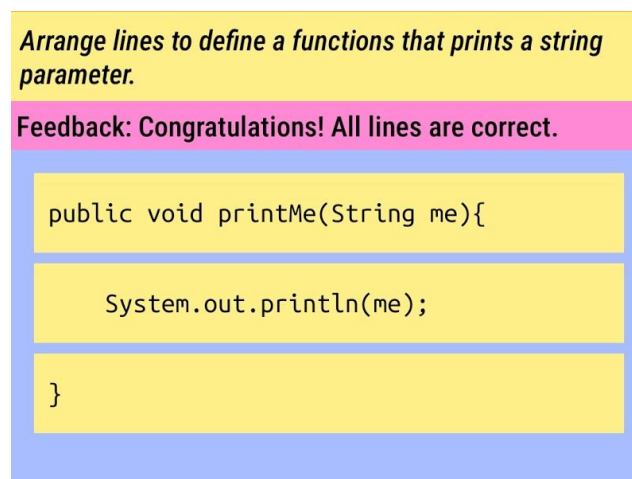 Arrange lines to define a functions that prints a string
parameter.
Feedback: Congratulations! All lines are correct.
public void printMe(String me){
System.out.println(me);
}